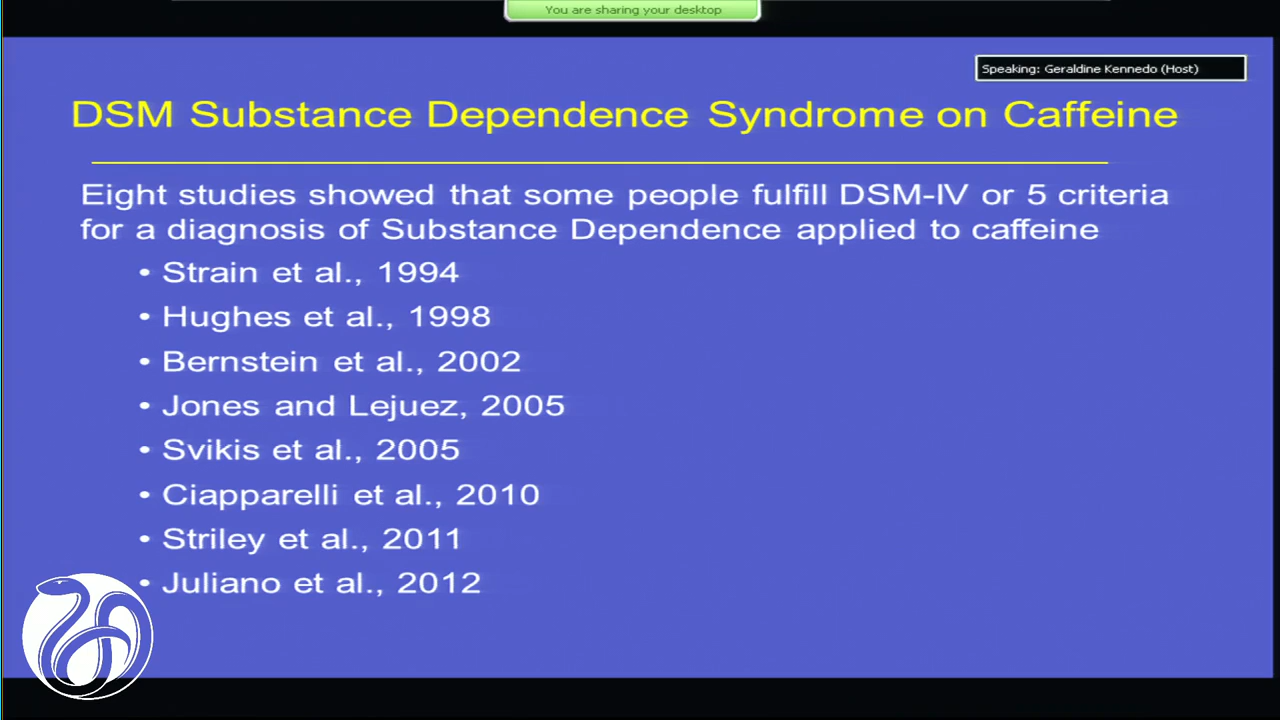 You are sharing your desktop
Speaking: Geraldine Kennedo (Host)
DSM Substance Dependence Syndrome on Caffeine
Eight studies showed that some people fulfill DSM-IV or 5 criteria
for a diagnosis of Substance Dependence applied to caffeine
• Strain et al., 1994
• Hughes et al., 1998
• Bernstein et al., 2002
• Jones and Lejuez, 2005
• Svikis et al., 2005
• Ciapparelli et al., 2010
• Striley et al., 2011
• Juliano et al., 2012